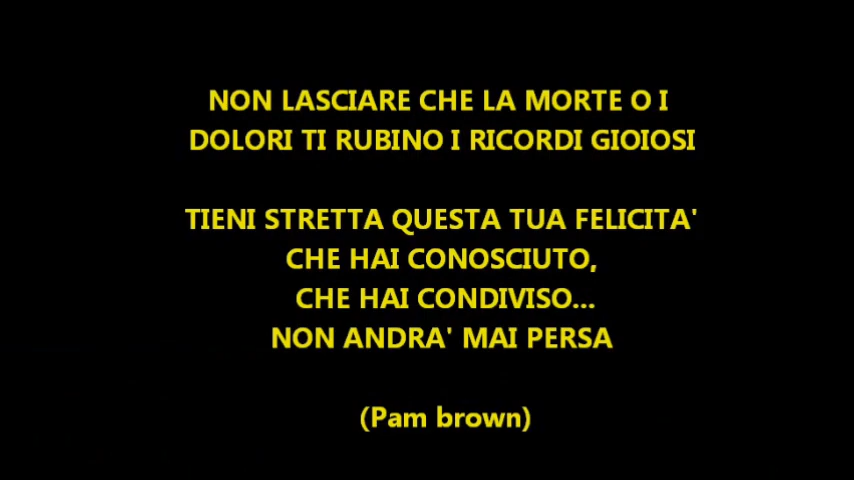 NON LASCIARE CHE LA MORTE O I
DOLORI TI RUBINO I RICORDI GIOIOSI
TIENI STRETTA QUESTA TUA FELICITA'
CHE HAI CONOSCIUTO,
CHE HAI CONDIVISO...
NON ANDRA' MAI PERSA
(Pam brown)